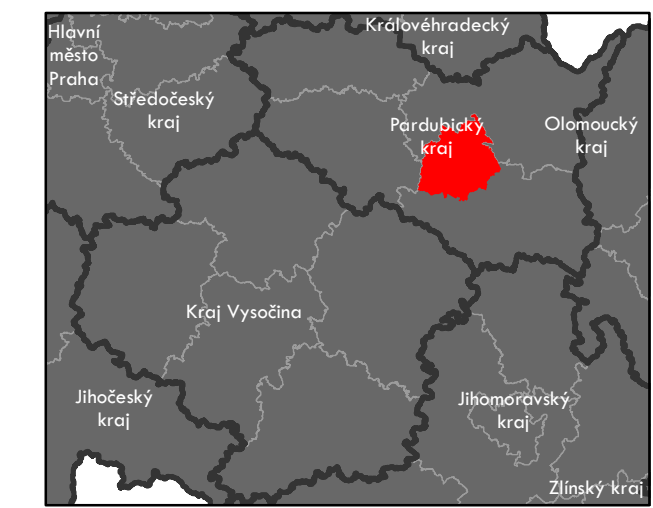 Hlavní
město
Praha
Královéhradecký
kraj
Středočeský
kraj
Pardubický
kraj
Olomoucký
kraj
Kraj Vysočina
Jihočeský
kraj
Jihomoravský
kraj
Zlínský kraj